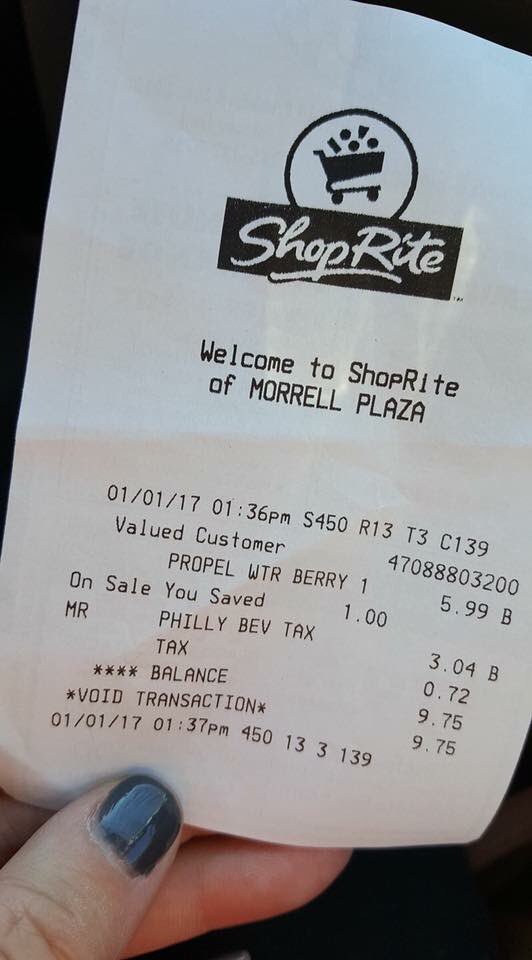 ShopRite™
Welcome to ShopRite
of MORRELL PLAZA
01/01/17 01:36pm S450 R13 T3 C139
Valued Customer 47088803200
PROPEL WTR BERRY 1 5.99 B
On Sale You Saved 1.00
MR PHILLY BEV TAX 3.04 B
TAX 0.72
**** BALANCE 9.75
*VOID TRANSACTION* 9.75
01/01/17 01:37pm 450 13 3 139